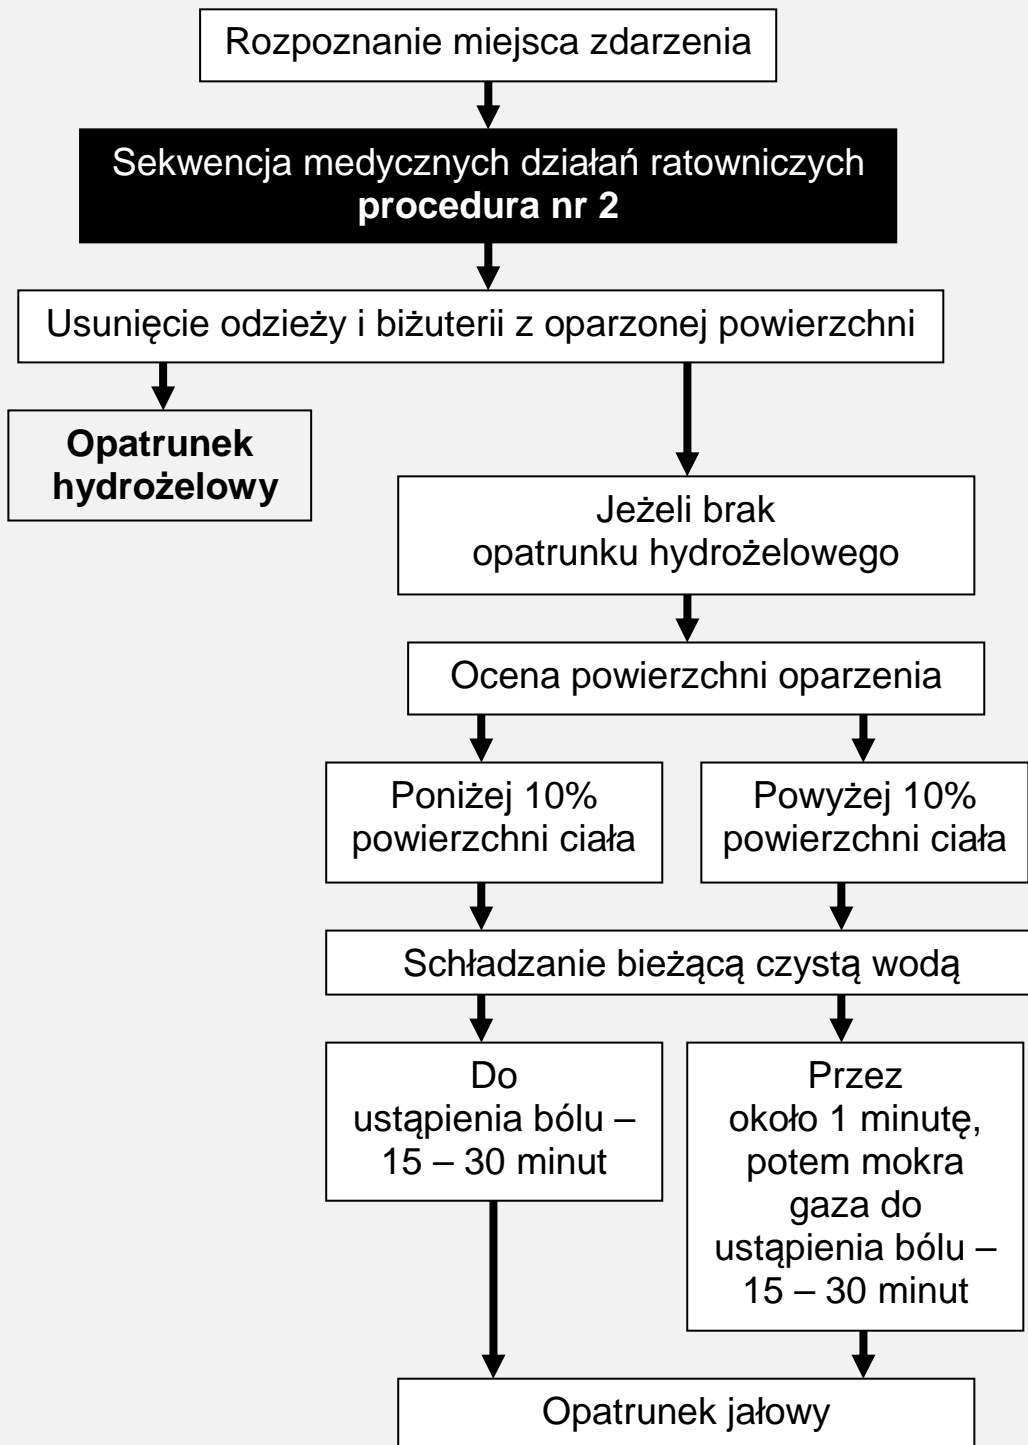 Rozpoznanie miejsca zdarzenia
Sekwencja medycznych działań ratowniczych
procedura nr 2
Usunięcie odzieży i biżuterii z oparzonej powierzchni
Opatrunek
hydrożelowy
Jeżeli brak
opatrunku hydrożelowego
Ocena powierzchni oparzenia
Poniżej 10%
powierzchni ciała
Powyżej 10%
powierzchni ciała
Schładzanie bieżącą czystą wodą
Do
ustąpienia bólu –
15 – 30 minut
Przez
około 1 minutę,
potem mokra
gaza do
ustąpienia bólu –
15 – 30 minut
Opatrunek jałowy